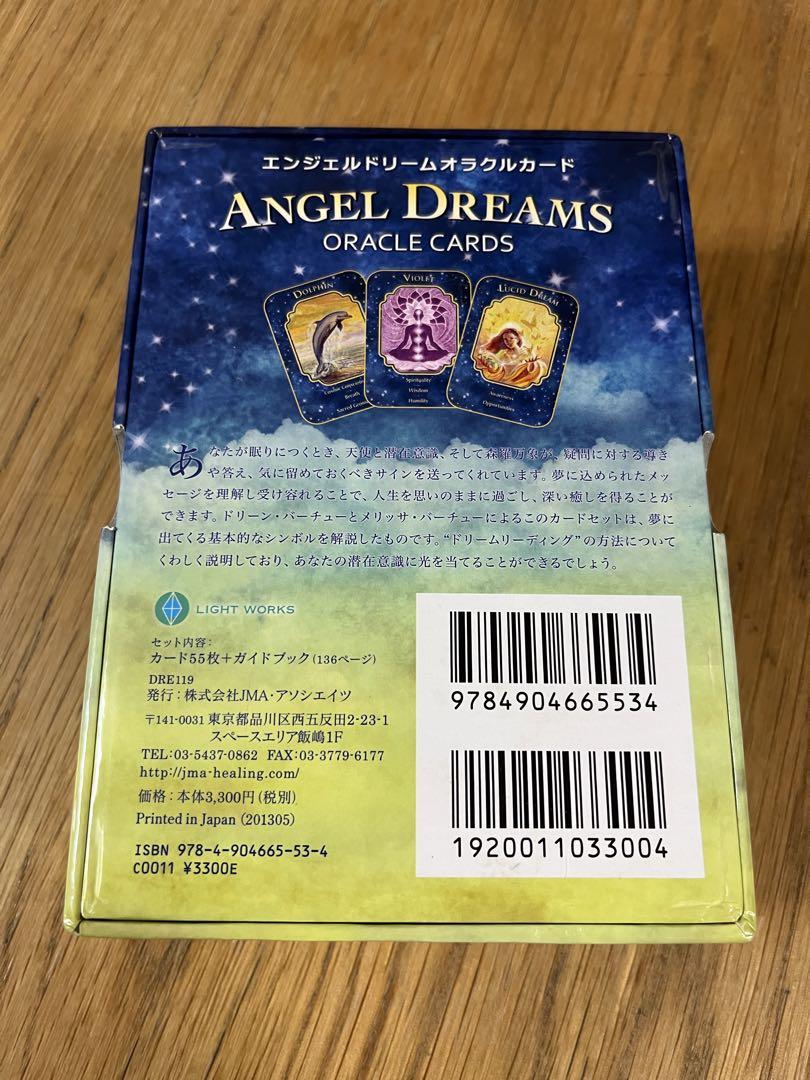 エンジェルドリームオラクルカード
ANGEL DREAMS
ORACLE CARDS
DOLPHIN
Breath
VIOLET
Spirituality
Wisdom
Humility
LUCID DREAM
Awareness
Opportunities
あなたが眠りにつくとき、天使と潜在意識、そして森羅万象が、疑問に対する導き
や答え、気に留めておくべきサインを送ってくれています。夢に込められたメッ
セージを理解し受け容れることで、人生を思いのままに過ごし、深い癒しを得ることが
できます。ドリーン・バーチューとメリッサ・バーチューによるこのカードセットは、夢に
出てくる基本的なシンボルを解説したものです。“ドリームリーディング”の方法について
くわしく説明しており、あなたの潜在意識に光を当てることができるでしょう。
LIGHT WORKS
セット内容:
カード55枚+ガイドブック(136ページ)
DRE119
発行:株式会社JMA・アソシエイツ
〒141-0031 東京都品川区西五反田2-23-1
スペースエリア飯嶋1F
TEL:03-5437-0862 FAX:03-3779-6177
http://jma-healing.com/
価格:本体3,300円(税別)
Printed in Japan (201305)
ISBN 978-4-904665-53-4
C0011 ¥3300E
9784904665534
1920011033004